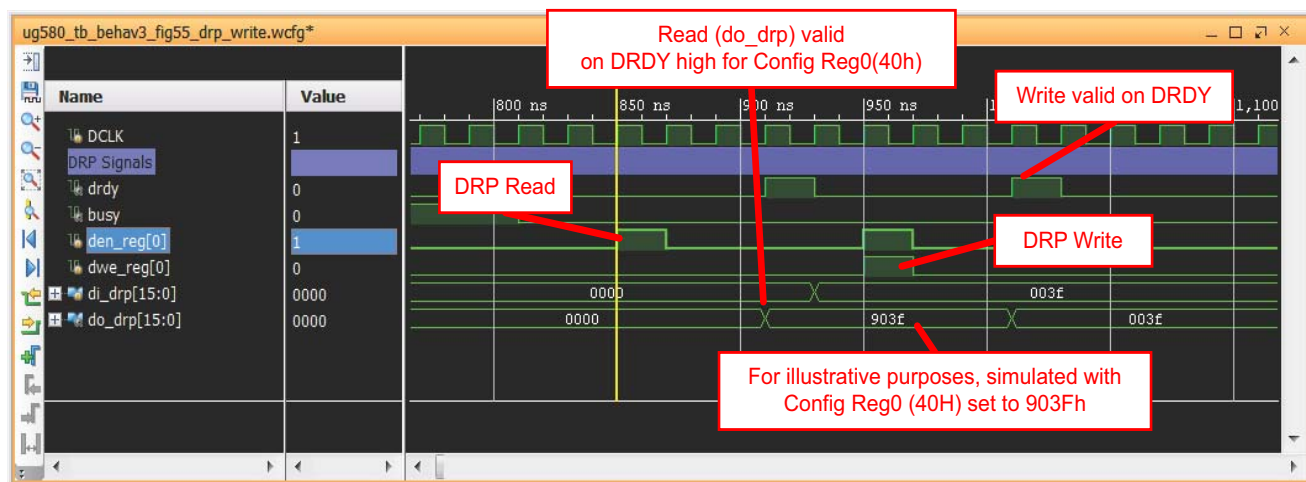 ug580_tb_behav3_fig55_drp_write.wcfg*
Read (do_drp) valid
on DRDY high for Config Reg0(40h)
Name Value
800 ns 850 ns 900 ns 950 ns 1,100
Write valid on DRDY
DCLK 1
DRP Signals
drdy 0
DRP Read
busy 0
den_reg[0] 1
DRP Write
dwe_reg[0] 0
di_drp[15:0] 0000 0000 003f
do_drp[15:0] 0000 0000 903f 003f
For illustrative purposes, simulated with
Config Reg0 (40H) set to 903Fh